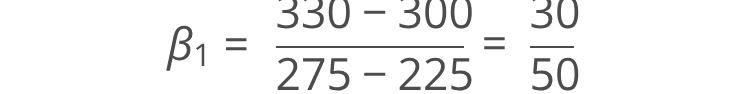 β₁ = (330 − 300) / (275 − 225) = 30 / 50